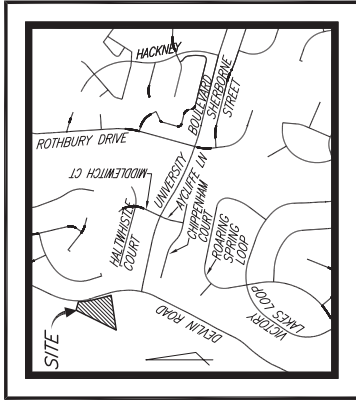 HACKNEY
BOULEVARD
SHERBORNE
STREET
ROTHBURY DRIVE
MIDDLEWITCH CT
UNIVERSITY
AYCLIFFE LN
CHIPPENHAM
COURT
HALTWHISTLE
COURT
ROARING
SPRING
LOOP
SITE
DEVLIN ROAD
VICTORY
LAKES LOOP